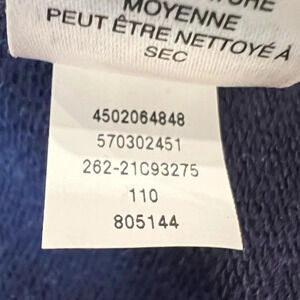 MOYENNE
PEUT ÊTRE NETTOYÉ À
SEC
4502064848
570302451
262-21C93275
110
805144